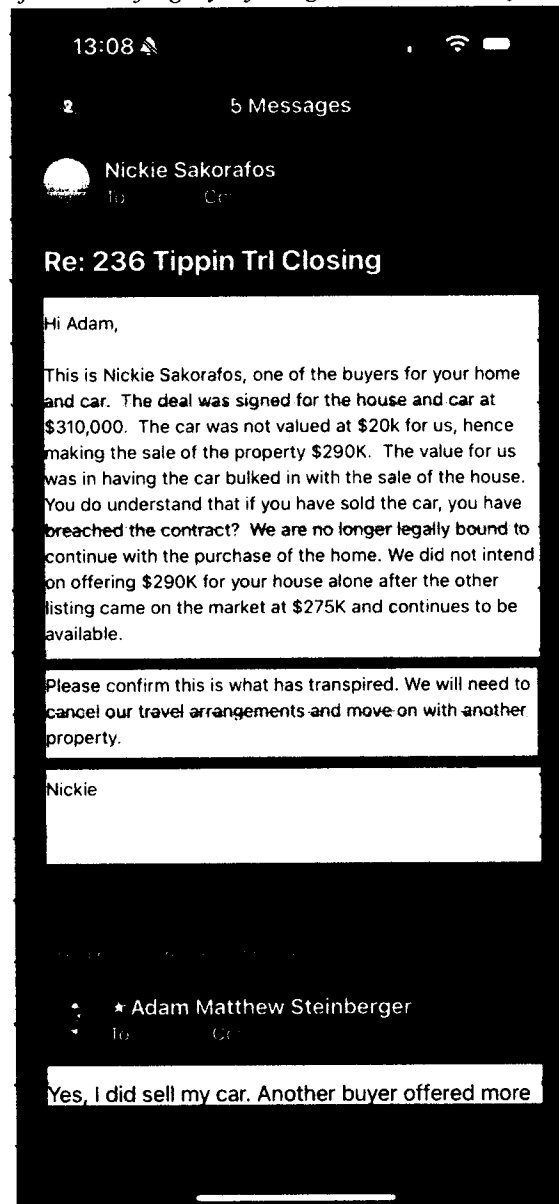 13:08
5 Messages
Nickie Sakorafos
To Cc
Re: 236 Tippin Trl Closing
Hi Adam,
This is Nickie Sakorafos, one of the buyers for your home
and car. The deal was signed for the house and car at
$310,000. The car was not valued at $20k for us, hence
making the sale of the property $290K. The value for us
was in having the car bulked in with the sale of the house.
You do understand that if you have sold the car, you have
breached the contract? We are no longer legally bound to
continue with the purchase of the home. We did not intend
on offering $290K for your house alone after the other
listing came on the market at $275K and continues to be
available.
Please confirm this is what has transpired. We will need to
cancel our travel arrangements and move on with another
property.
Nickie
Adam Matthew Steinberger
To Cc
Yes, I did sell my car. Another buyer offered more